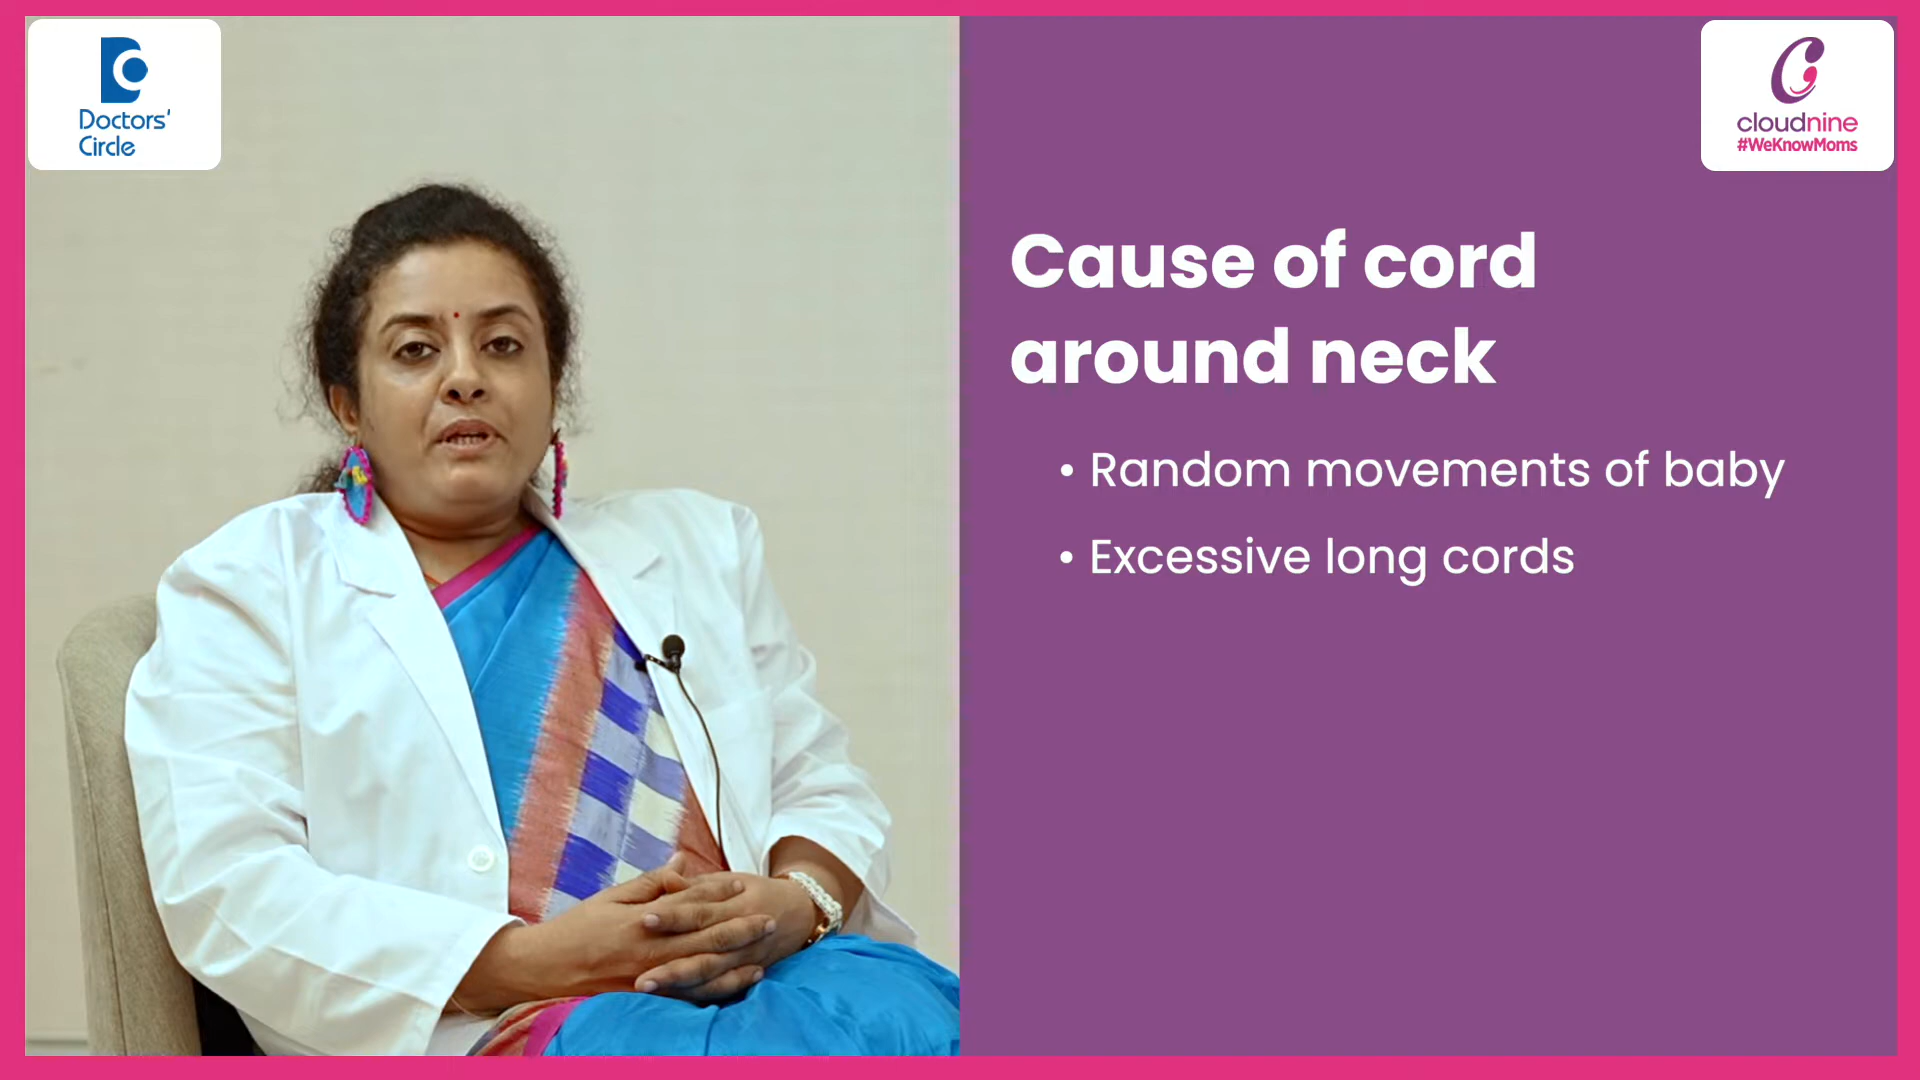 Doctors'
Circle
cloudnine
#WeKnowMoms
Cause of cord
around neck
• Random movements of baby
• Excessive long cords